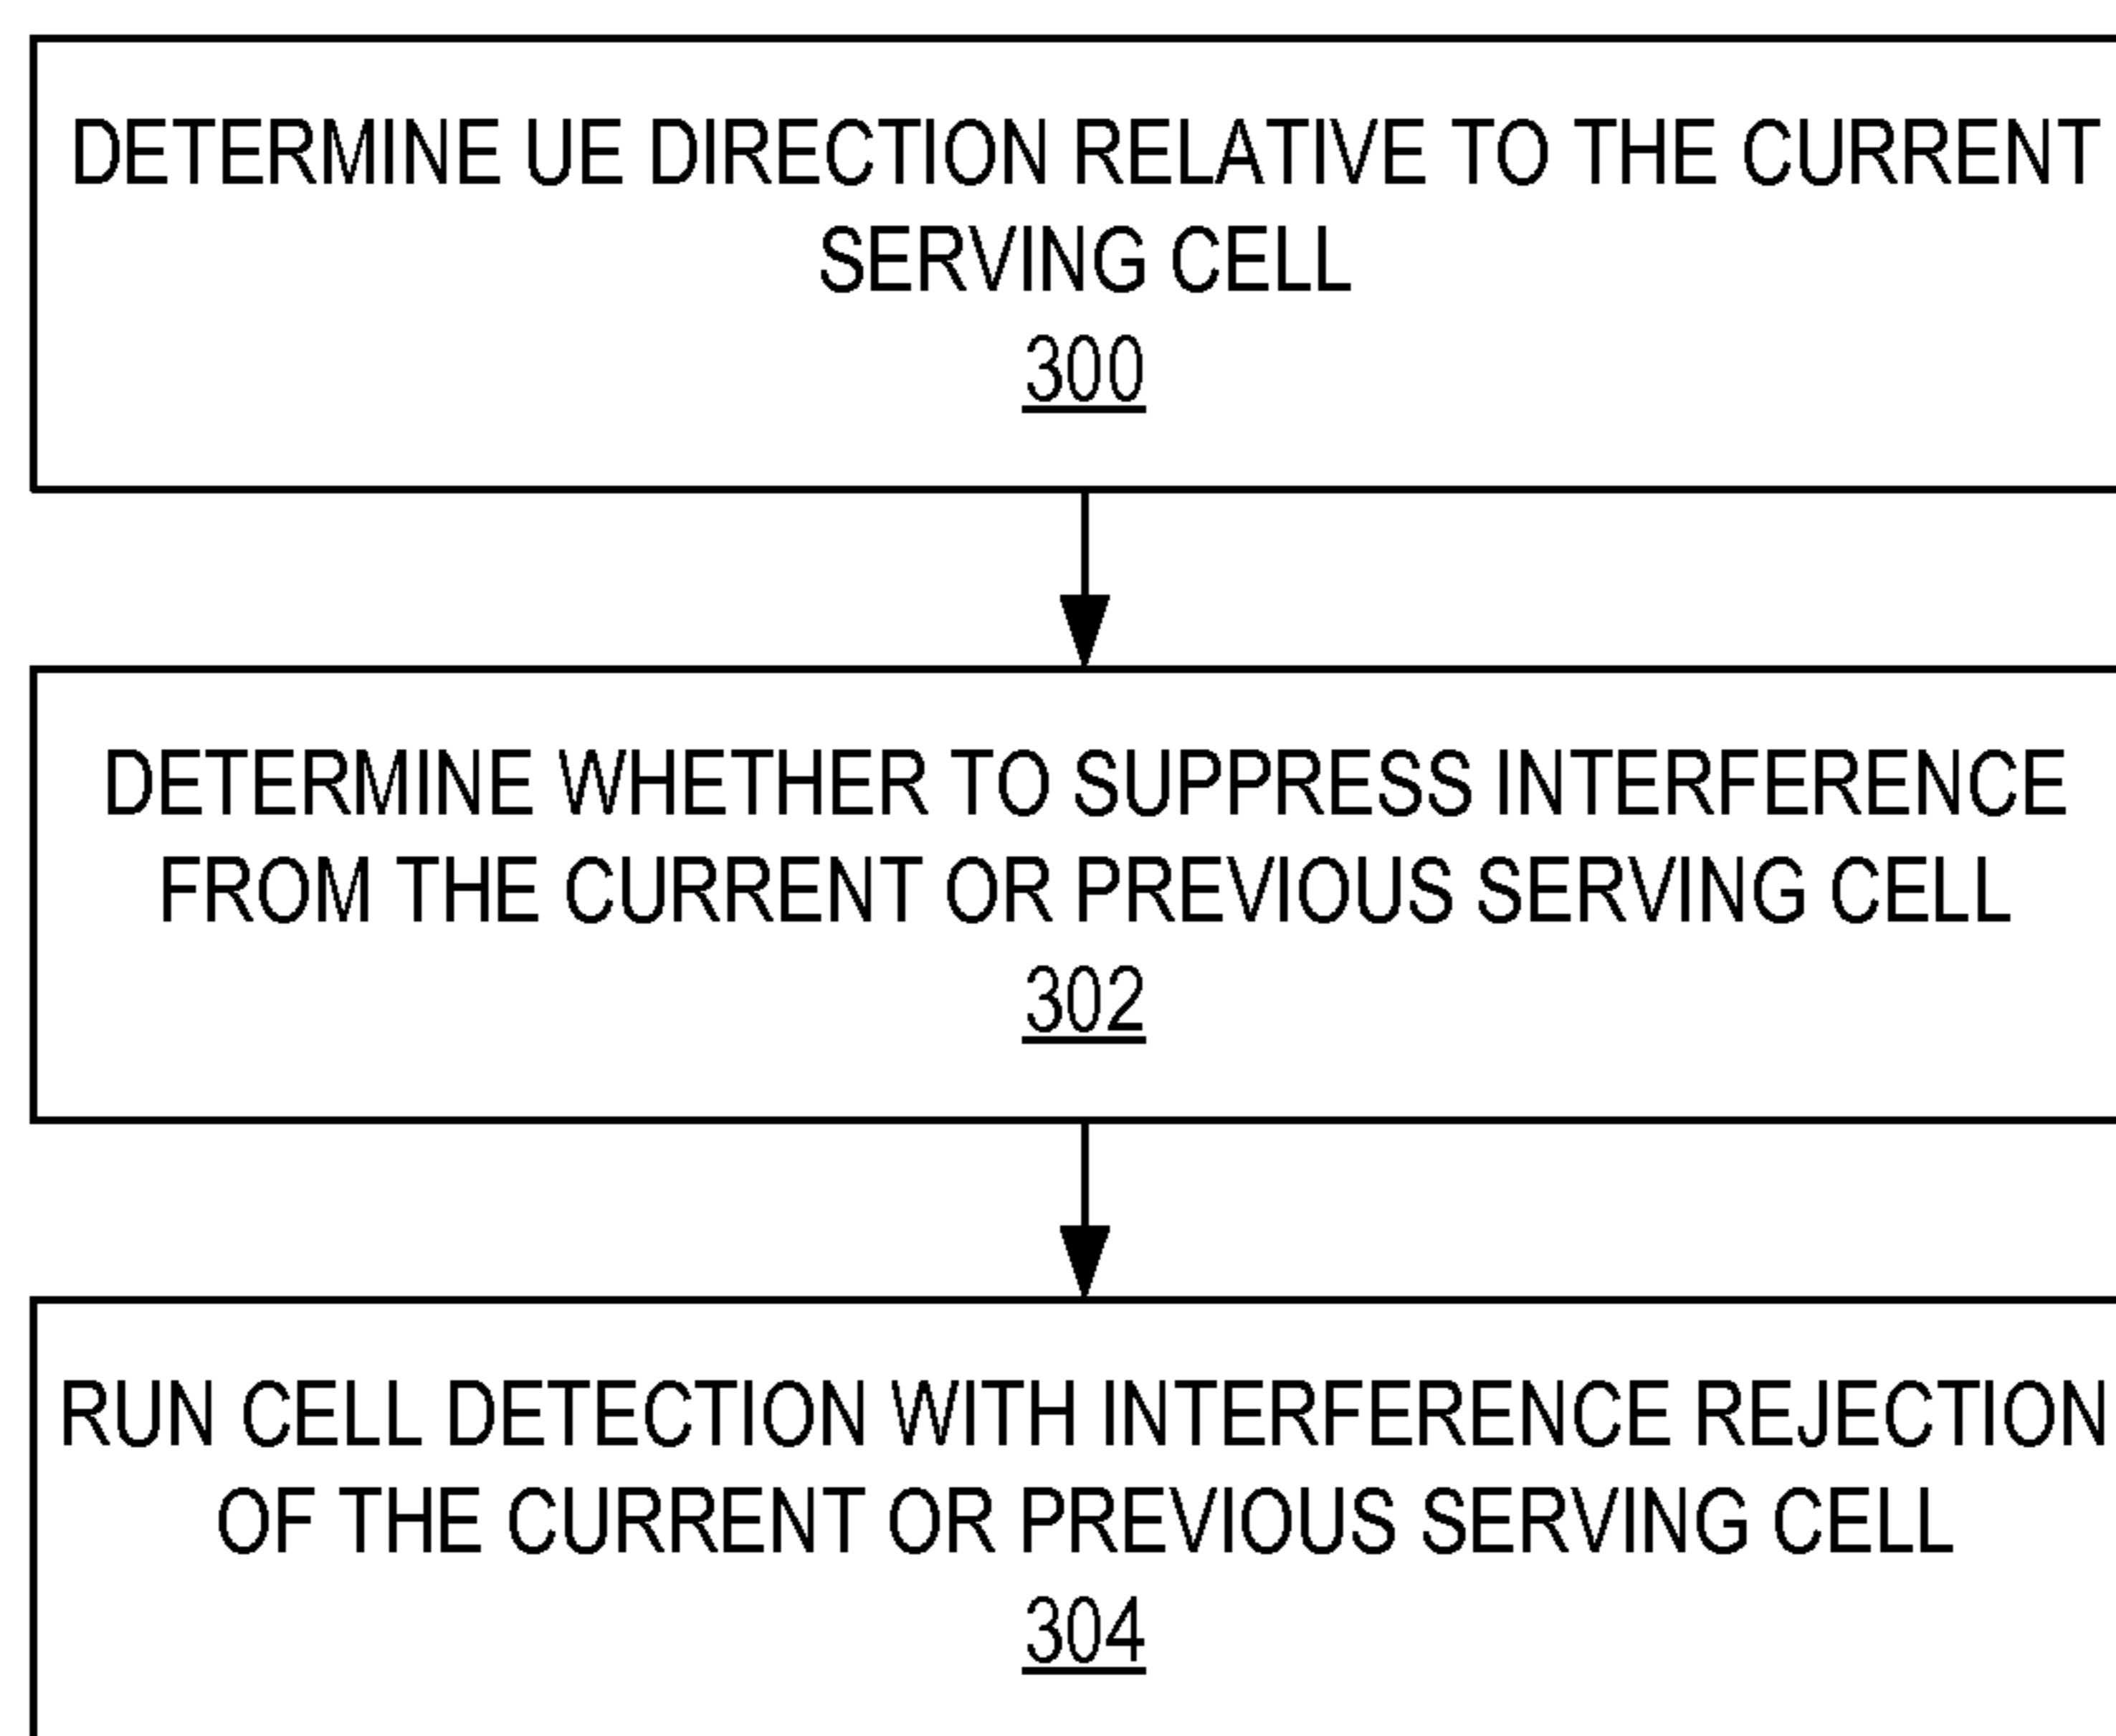 DETERMINE UE DIRECTION RELATIVE TO THE CURRENT
SERVING CELL
300
DETERMINE WHETHER TO SUPPRESS INTERFERENCE
FROM THE CURRENT OR PREVIOUS SERVING CELL
302
RUN CELL DETECTION WITH INTERFERENCE REJECTION
OF THE CURRENT OR PREVIOUS SERVING CELL
304